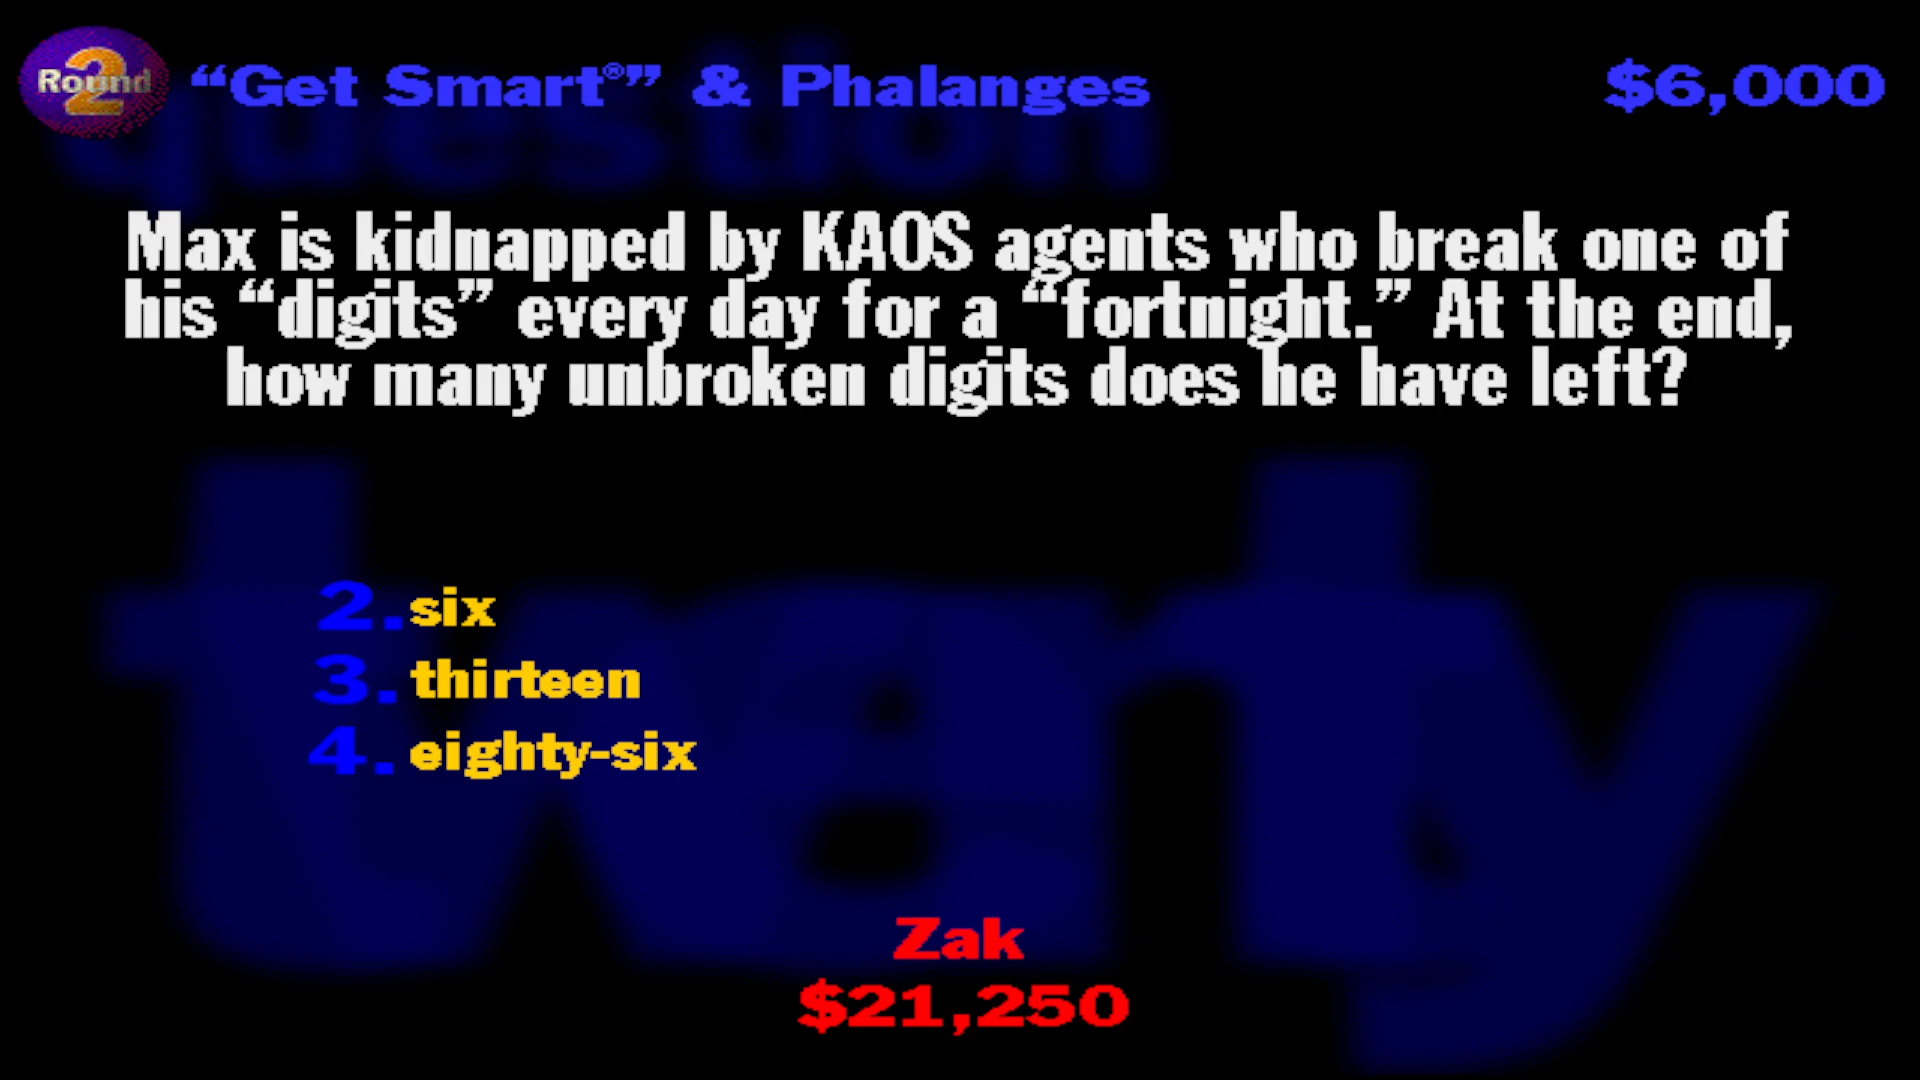 Round 2
“Get Smart®” & Phalanges
$6,000
question
Max is kidnapped by KAOS agents who break one of
his “digits” every day for a “fortnight.” At the end,
how many unbroken digits does he have left?
twenty
2. six
3. thirteen
4. eighty-six
Zak
$21,250